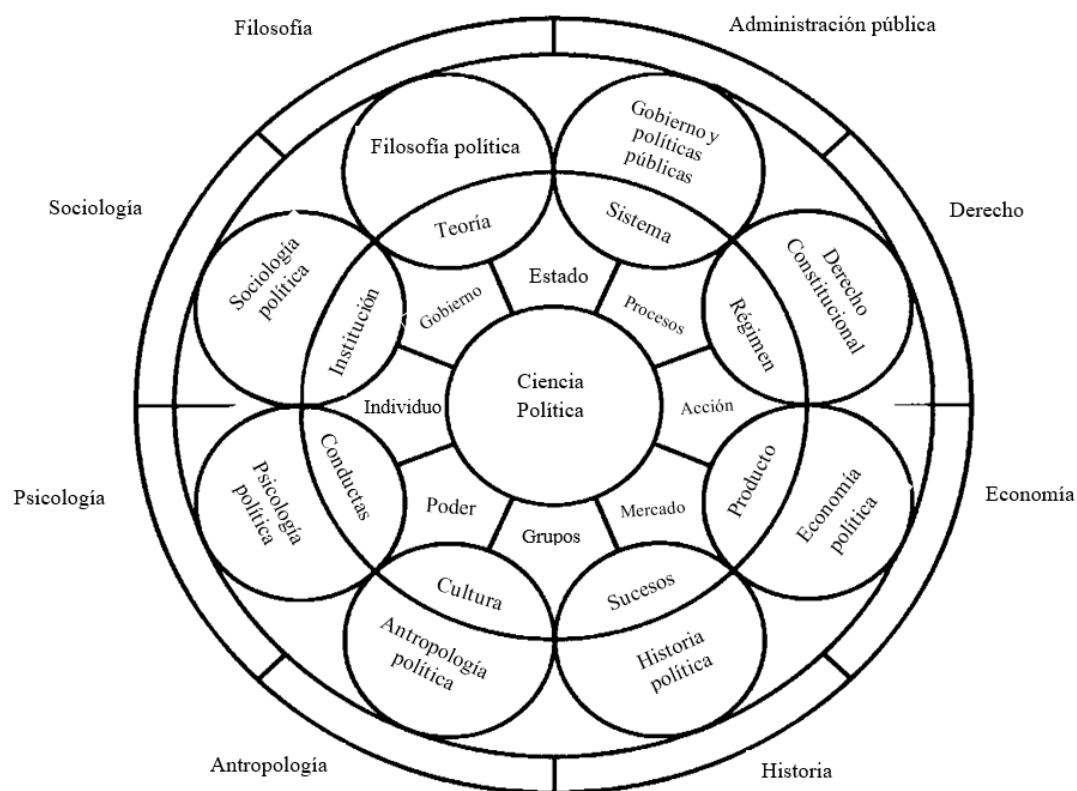 Filosofía
Administración pública
Filosofía política
Gobierno y
políticas
públicas
Sociología
Derecho
Teoría
Sistema
Sociología
política
Derecho
Constitucional
Estado
Gobierno
Procesos
Institución
Régimen
Ciencia
Política
Individuo
Acción
Psicología
Economía
Conductas
Producto
Psicología
política
Economía
política
Poder
Mercado
Grupos
Cultura
Sucesos
Antropología
política
Historia
política
Antropología
Historia